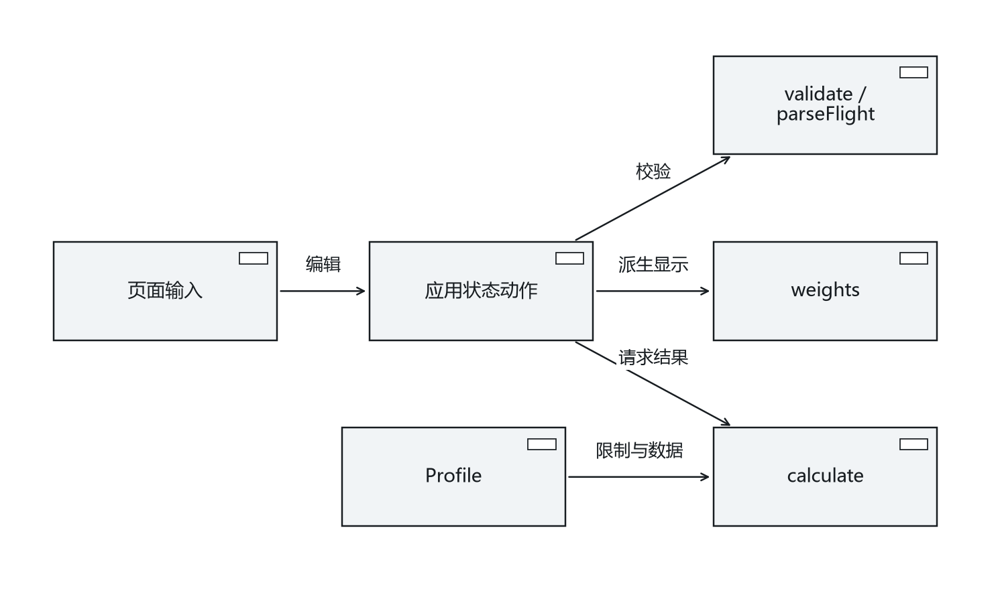 validate /
parseFlight
校验
页面输入
编辑
应用状态动作
派生显示
weights
请求结果
Profile
限制与数据
calculate